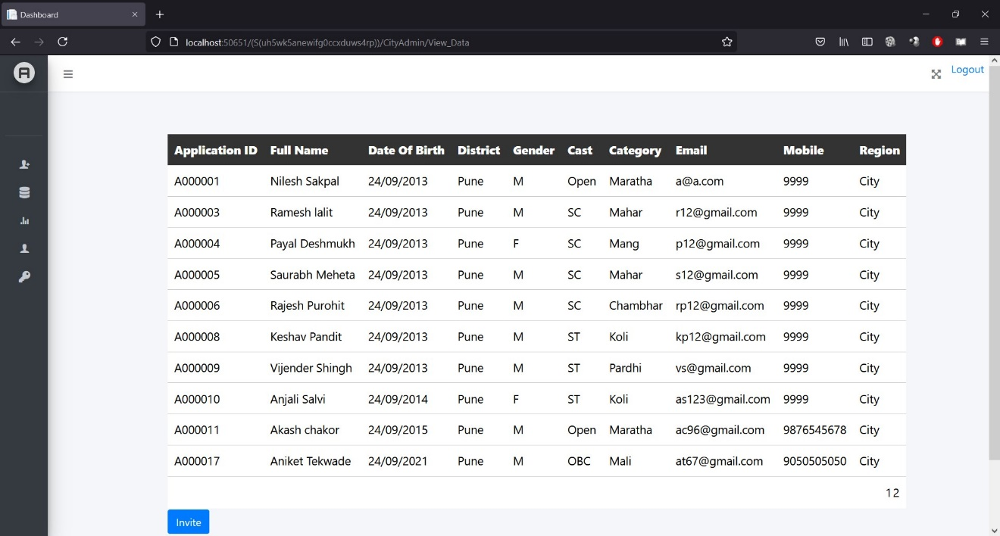 Dashboard
localhost:50651/(S(uh5wk5anewifg0ccxduws4rp))/CityAdmin/View_Data
A
Logout
Application ID Full Name Date Of Birth District Gender Cast Category Email Mobile Region
A000001 Nilesh Sakpal 24/09/2013 Pune M Open Maratha a@a.com 9999 City
A000003 Ramesh lalit 24/09/2013 Pune M SC Mahar r12@gmail.com 9999 City
A000004 Payal Deshmukh 24/09/2013 Pune F SC Mang p12@gmail.com 9999 City
A000005 Saurabh Meheta 24/09/2013 Pune M SC Mahar s12@gmail.com 9999 City
A000006 Rajesh Purohit 24/09/2013 Pune M SC Chambhar rp12@gmail.com 9999 City
A000008 Keshav Pandit 24/09/2013 Pune M ST Koli kp12@gmail.com 9999 City
A000009 Vijender Shingh 24/09/2013 Pune M ST Pardhi vs@gmail.com 9999 City
A000010 Anjali Salvi 24/09/2014 Pune F ST Koli as123@gmail.com 9999 City
A000011 Akash chakor 24/09/2015 Pune M Open Maratha ac96@gmail.com 9876545678 City
A000017 Aniket Tekwade 24/09/2021 Pune M OBC Mali at67@gmail.com 9050505050 City
1 2
Invite